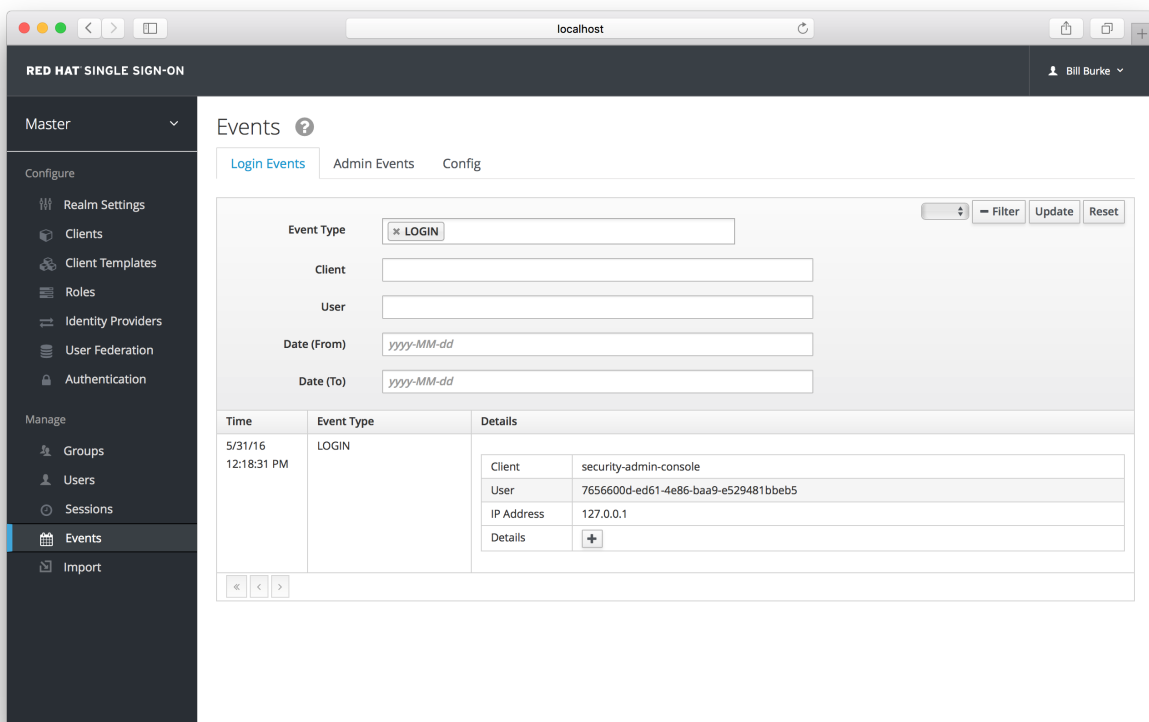 localhost
RED HAT SINGLE SIGN-ON
Bill Burke
Master
Configure
Realm Settings
Clients
Client Templates
Roles
Identity Providers
User Federation
Authentication
Manage
Groups
Users
Sessions
Events
Import
Events ?
Login Events Admin Events Config
Filter Update Reset
Event Type × LOGIN
Client
User
Date (From) yyyy-MM-dd
Date (To) yyyy-MM-dd
Time Event Type Details
5/31/16 LOGIN
12:18:31 PM
Client security-admin-console
User 7656600d-ed61-4e86-baa9-e529481bbeb5
IP Address 127.0.0.1
Details +
« < >